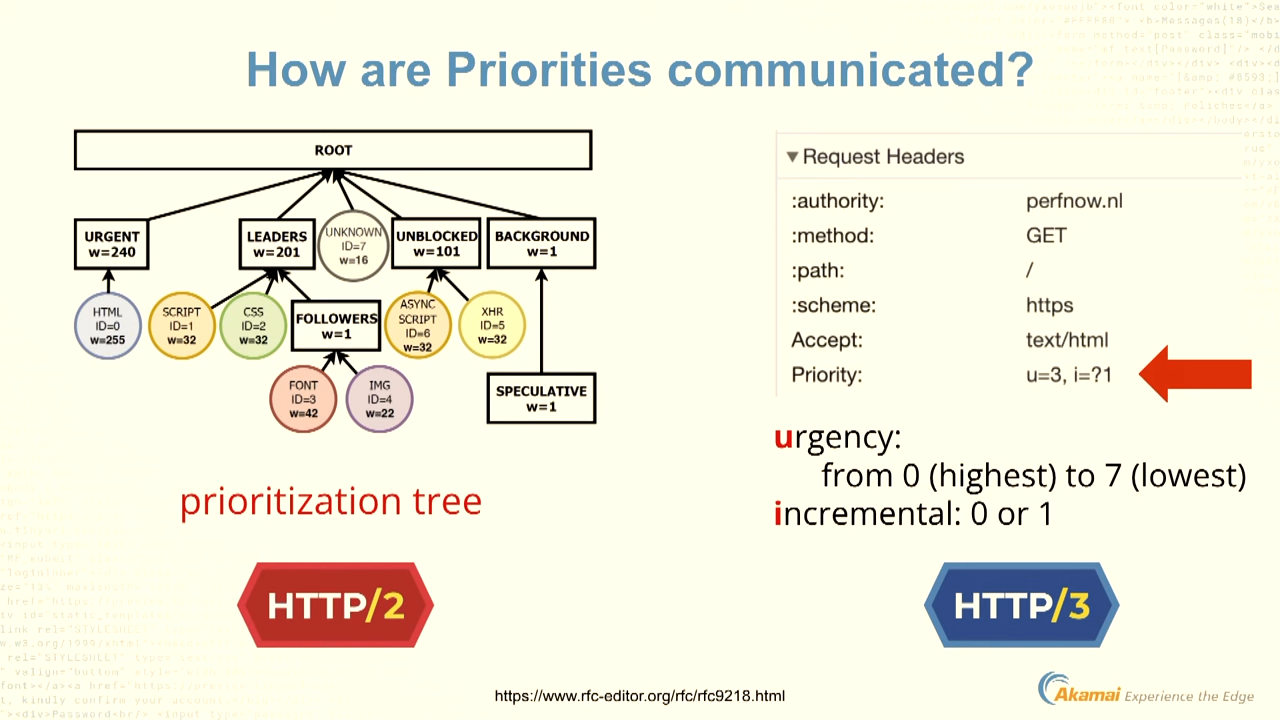 How are Priorities communicated?
ROOT
URGENT
w=240
LEADERS
w=201
UNKNOWN
ID=7
w=16
UNBLOCKED
w=101
BACKGROUND
w=1
HTML
ID=0
w=255
SCRIPT
ID=1
w=32
CSS
ID=2
w=32
FOLLOWERS
w=1
ASYNC
SCRIPT
ID=6
w=32
XHR
ID=5
w=32
FONT
ID=3
w=42
IMG
ID=4
w=22
SPECULATIVE
w=1
prioritization tree
HTTP/2
▼Request Headers
:authority: perfnow.nl
:method: GET
:path: /
:scheme: https
Accept: text/html
Priority: u=3, i=?1
urgency:
from 0 (highest) to 7 (lowest)
incremental: 0 or 1
HTTP/3
https://www.rfc-editor.org/rfc/rfc9218.html
Akamai Experience the Edge